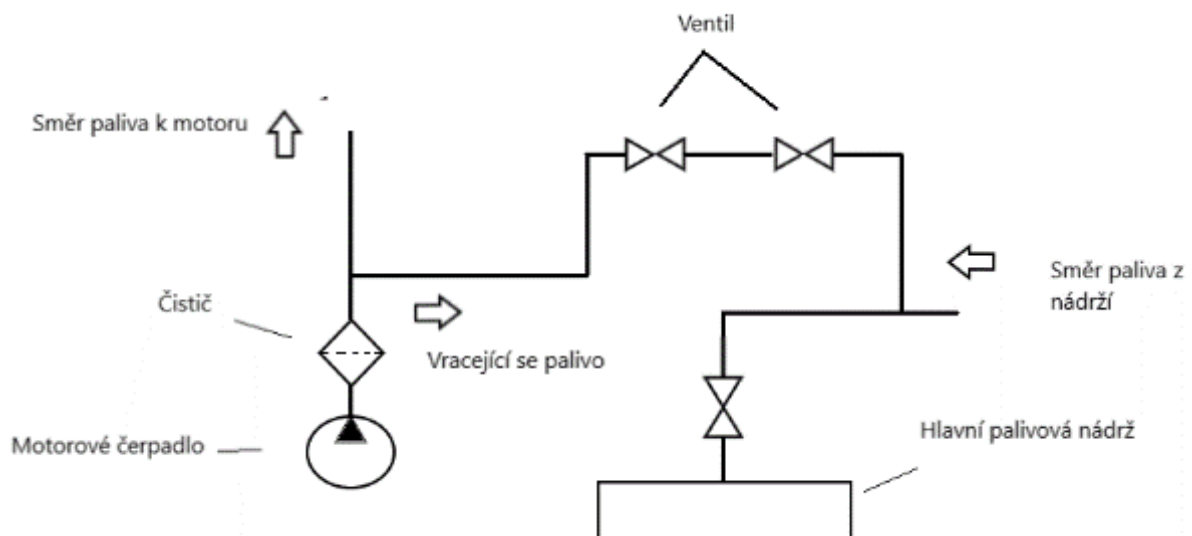 Ventil
Směr paliva k motoru
Směr paliva z
nádrží
Čistič
Vracející se palivo
Motorové čerpadlo
Hlavní palivová nádrž